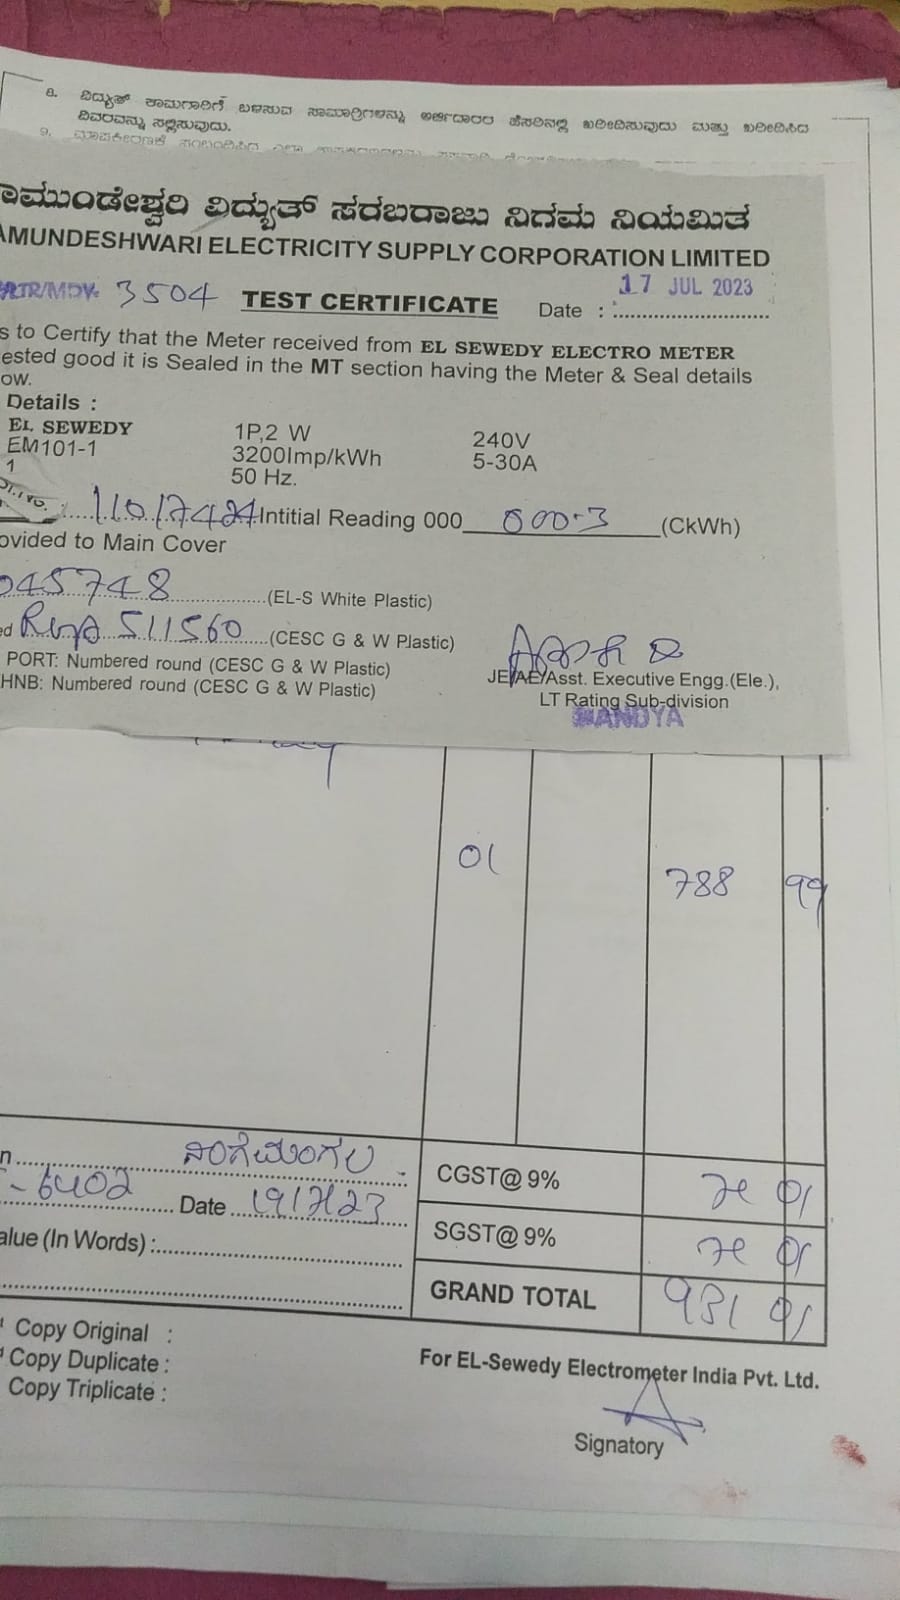 8. ವಿದ್ಯುತ್ ಕಾಮಗಾರಿಗೆ ಬಳಸುವ ಸಾಮಾಗ್ರಿಗಳನ್ನು ಅರ್ಜಿದಾರರ ಹೆಸರಿನಲ್ಲಿ ಖರೀದಿಸುವುದು ಮತ್ತು ಖರೀದಿಸಿದ
ವಿವರವನ್ನು ಸಲ್ಲಿಸುವುದು.
9.
ಾಮುಂಡೇಶ್ವರಿ ವಿದ್ಯುತ್ ಸರಬರಾಜು ನಿಗಮ ನಿಯಮಿತ
AMUNDESHWARI ELECTRICITY SUPPLY CORPORATION LIMITED
3504 TEST CERTIFICATE Date : 17 JUL 2023
s to Certify that the Meter received from EL SEWEDY ELECTRO METER
ested good it is Sealed in the MT section having the Meter & Seal details
ow.
Details :
EL SEWEDY 1P,2 W 240V
EM101-1 3200Imp/kWh 5-30A
1 50 Hz.
Intitial Reading 000 000.3 (CkWh)
ovided to Main Cover
045748 (EL-S White Plastic)
ed 511560 (CESC G & W Plastic)
PORT: Numbered round (CESC G & W Plastic)
HNB: Numbered round (CESC G & W Plastic)
JE/AE/Asst. Executive Engg.(Ele.),
LT Rating Sub-division
MANDYA
01 788 99
n CGST@ 9% 71 01
-6402 Date 19/7/23
SGST@ 9% 71 01
alue (In Words) :
GRAND TOTAL 931 01
Copy Original :
Copy Duplicate :
Copy Triplicate :
For EL-Sewedy Electrometer India Pvt. Ltd.
Signatory